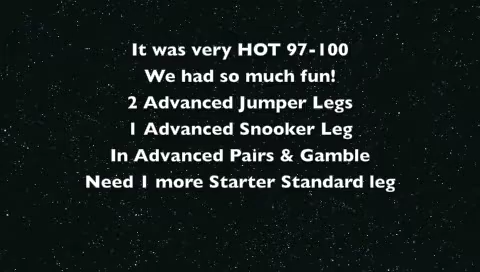 It was very HOT 97-100
We had so much fun!
2 Advanced Jumper Legs
1 Advanced Snooker Leg
In Advanced Pairs & Gamble
Need 1 more Starter Standard leg